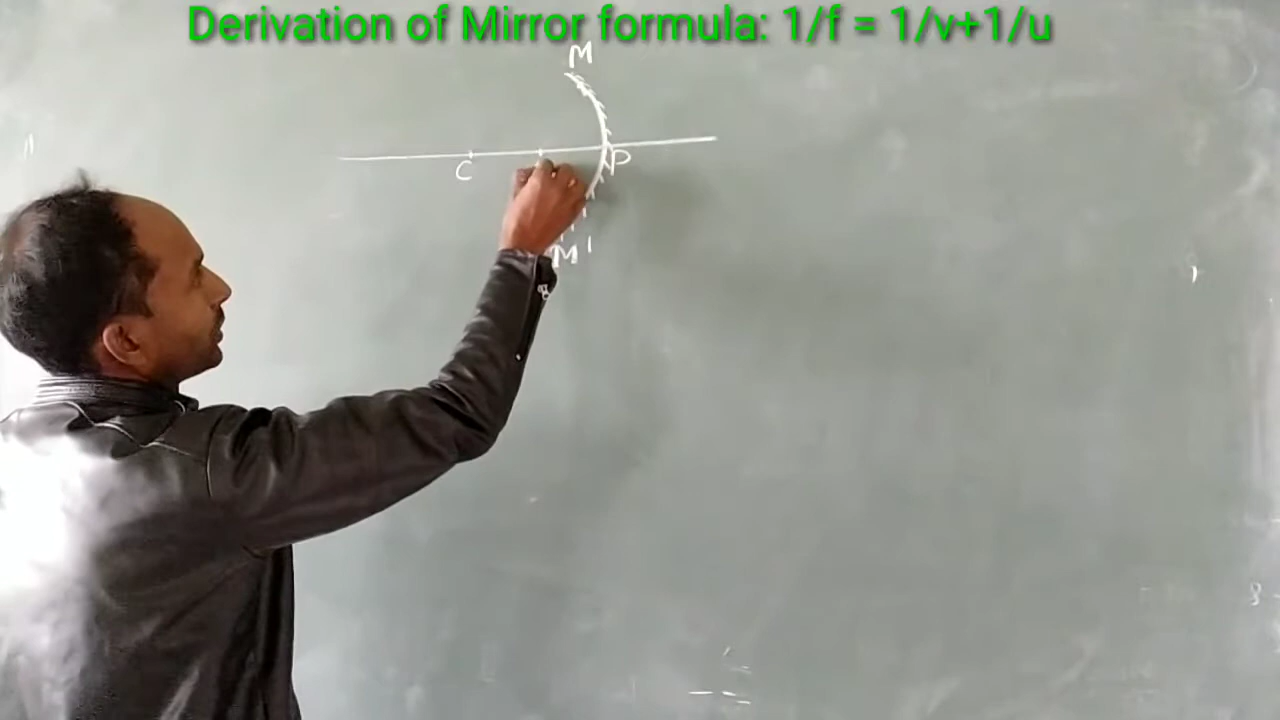 Derivation of Mirror formula: 1/f = 1/v+1/u
M
C
P
M'